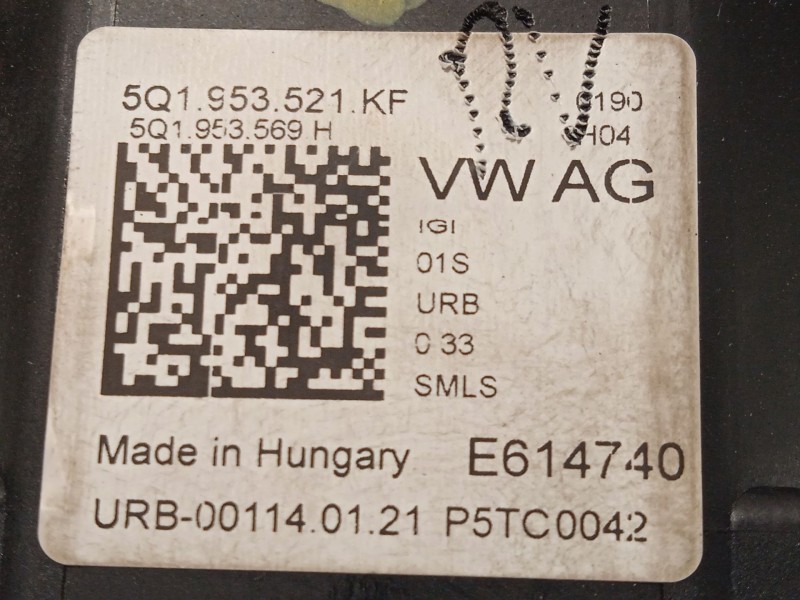 5Q1.953.521.KF 0190
5Q1.953.569 H H04
VW AG
IGI
01S
URB
0 33
SMLS
Made in Hungary E614740
URB-00114.01.21 P5TC0042